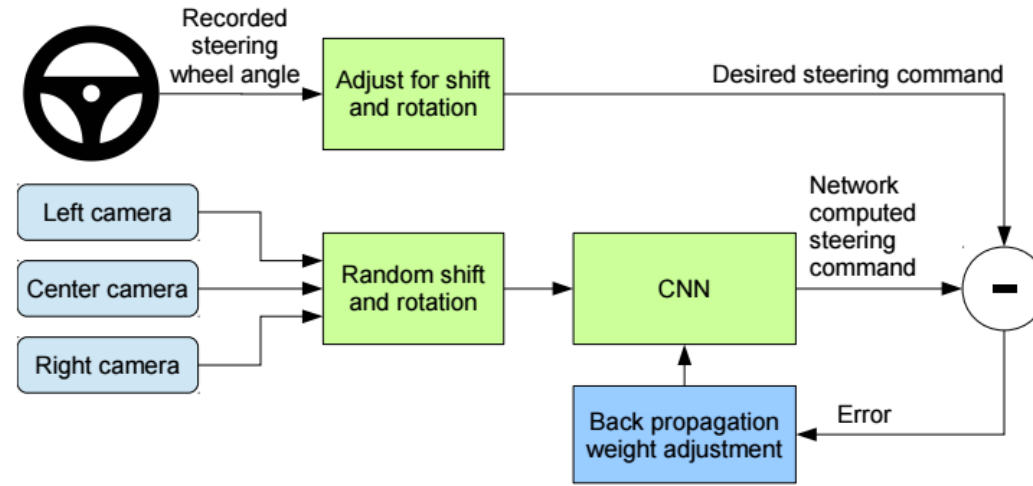 Recorded
steering
wheel angle
Adjust for shift
and rotation
Desired steering command
Left camera
Center camera
Right camera
Random shift
and rotation
CNN
Network
computed
steering
command
-
Back propagation
weight adjustment
Error